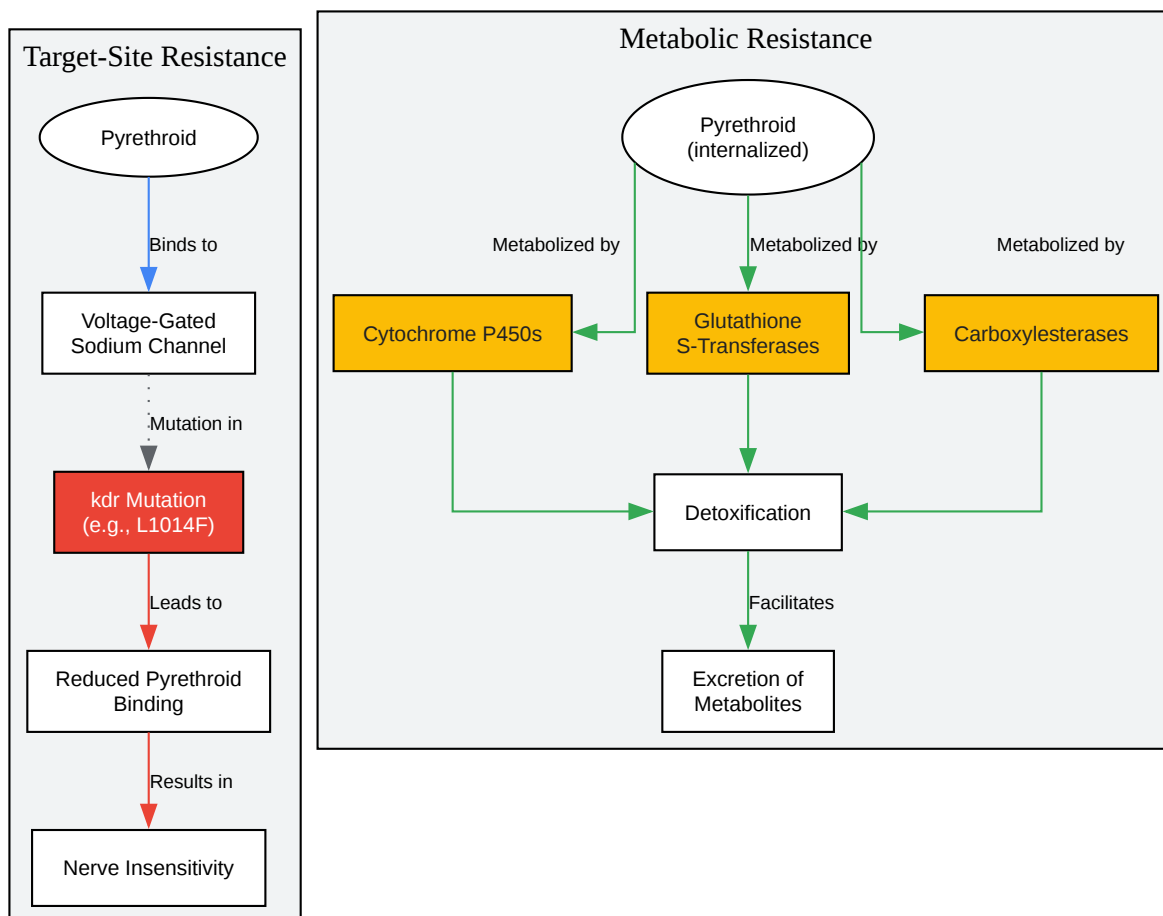 Target-Site Resistance
Pyrethroid
Binds to
Voltage-Gated
Sodium Channel
Mutation in
kdr Mutation
(e.g., L1014F)
Leads to
Reduced Pyrethroid
Binding
Results in
Nerve Insensitivity
Metabolic Resistance
Pyrethroid
(internalized)
Metabolized by
Metabolized by
Metabolized by
Cytochrome P450s
Glutathione
S-Transferases
Carboxylesterases
Detoxification
Facilitates
Excretion of
Metabolites